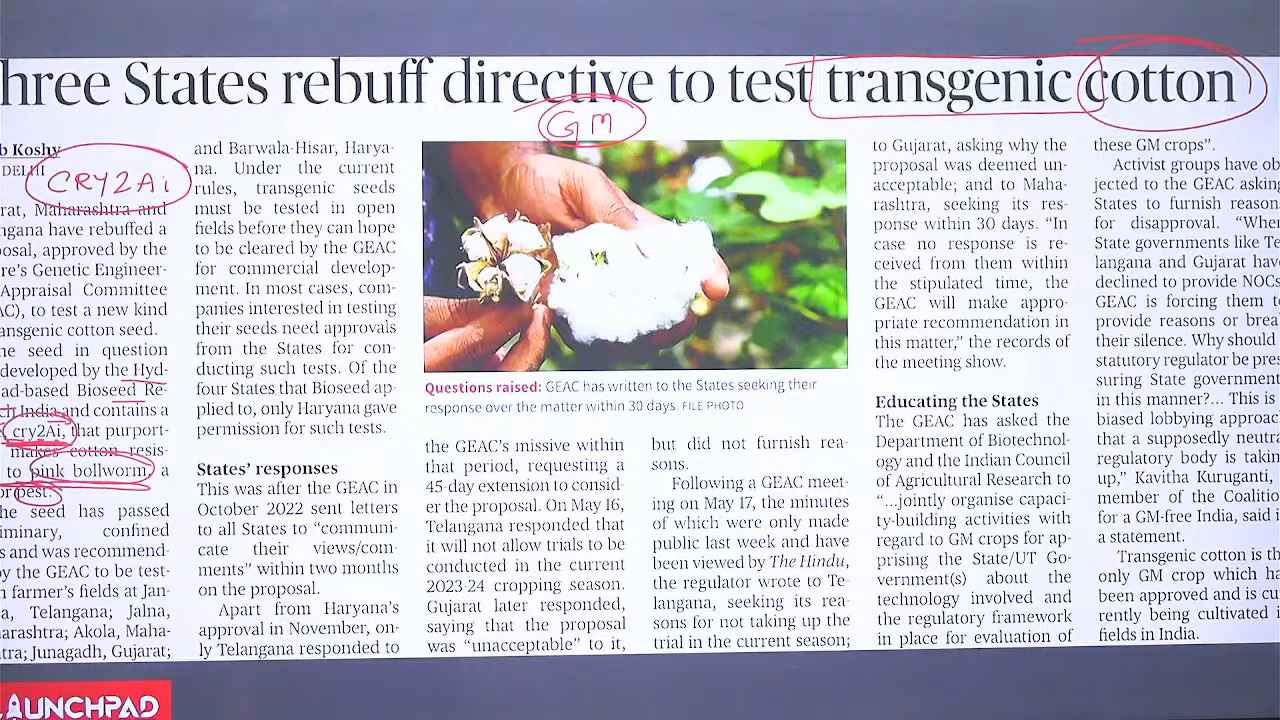 hree States rebuff directive to test transgenic cotton
GM
b Koshy
DELHI
CRY2Ai
rat, Maharashtra and
ngana have rebuffed a
osal, approved by the
re's Genetic Engineer-
Appraisal Committee
AC), to test a new kind
ansgenic cotton seed.
he seed in question
developed by the Hyd-
ad-based Bioseed Re-
ch India and contains a
cry2Ai, that purport-
makes cotton resis-
to pink bollworm, a
or pest.
he seed has passed
iminary, confined
s and was recommend-
by the GEAC to be test-
n farmer's fields at Jan-
a, Telangana; Jalna,
arashtra; Akola, Maha-
tra; Junagadh, Gujarat;
and Barwala-Hisar, Harya-
na. Under the current
rules, transgenic seeds
must be tested in open
fields before they can hope
to be cleared by the GEAC
for commercial develop-
ment. In most cases, com-
panies interested in testing
their seeds need approvals
from the States for con-
ducting such tests. Of the
four States that Bioseed ap-
plied to, only Haryana gave
permission for such tests.
States' responses
This was after the GEAC in
October 2022 sent letters
to all States to "communi-
cate their views/com-
ments" within two months
on the proposal.
Apart from Haryana's
approval in November, on-
ly Telangana responded to
Questions raised: GEAC has written to the States seeking their
response over the matter within 30 days. FILE PHOTO
the GEAC's missive within
that period, requesting a
45-day extension to consid-
er the proposal. On May 16,
Telangana responded that
it will not allow trials to be
conducted in the current
2023-24 cropping season.
Gujarat later responded,
saying that the proposal
was "unacceptable" to it,
but did not furnish rea-
sons.
Following a GEAC meet-
ing on May 17, the minutes
of which were only made
public last week and have
been viewed by The Hindu,
the regulator wrote to Te-
langana, seeking its rea-
sons for not taking up the
trial in the current season;
to Gujarat, asking why the
proposal was deemed un-
acceptable; and to Maha-
rashtra, seeking its res-
ponse within 30 days. "In
case no response is re-
ceived from them within
the stipulated time, the
GEAC will make appro-
priate recommendation in
this matter," the records of
the meeting show.
Educating the States
The GEAC has asked the
Department of Biotechnol-
ogy and the Indian Council
of Agricultural Research to
"...jointly organise capaci-
ty-building activities with
regard to GM crops for ap-
prising the State/UT Go-
vernment(s) about the
technology involved and
the regulatory framework
in place for evaluation of
these GM crops".
Activist groups have ob
jected to the GEAC askin
States to furnish reason
for disapproval. "Whe
State governments like Te
langana and Gujarat hav
declined to provide NOCs
GEAC is forcing them t
provide reasons or brea
their silence. Why should
statutory regulator be pre
suring State government
in this manner?... This is
biased lobbying approac
that a supposedly neutra
regulatory body is takin
up," Kavitha Kuruganti,
member of the Coalitio
for a GM-free India, said i
a statement.
Transgenic cotton is th
only GM crop which ha
been approved and is cu
rently being cultivated i
fields in India.
LAUNCHPAD